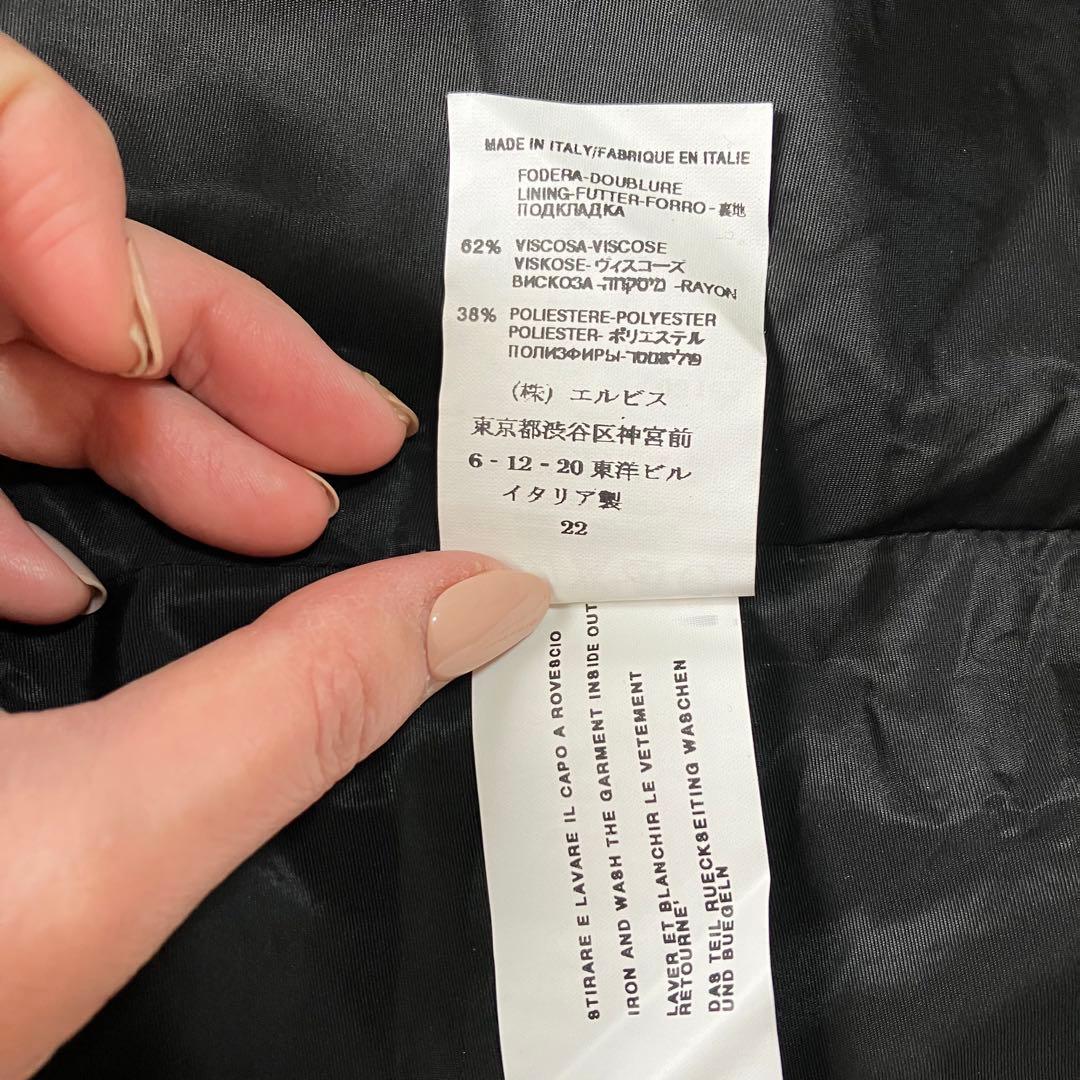 MADE IN ITALY/FABRIQUE EN ITALIE
FODERA-DOUBLURE
LINING-FUTTER-FORRO-裏地
ПОДКЛАДКА
62% VISCOSA-VISCOSE
VISKOSE-ヴィスコーズ
ВИСКОЗА - -RAYON
38% POLIESTERE-POLYESTER
POLIESTER-ポリエステル
ПОЛИЭФИРЫ-
(株) エルビス
東京都渋谷区神宮前
6-12-20 東洋ビル
イタリア製
22
STIRARE E LAVARE IL CAPO A ROVESCIO
IRON AND WASH THE GARMENT INSIDE OUT
LAVER ET BLANCHIR LE VETEMENT
RETOURNE'
DAS TEIL RUECKSEITING WASCHEN
UND BUEGELN